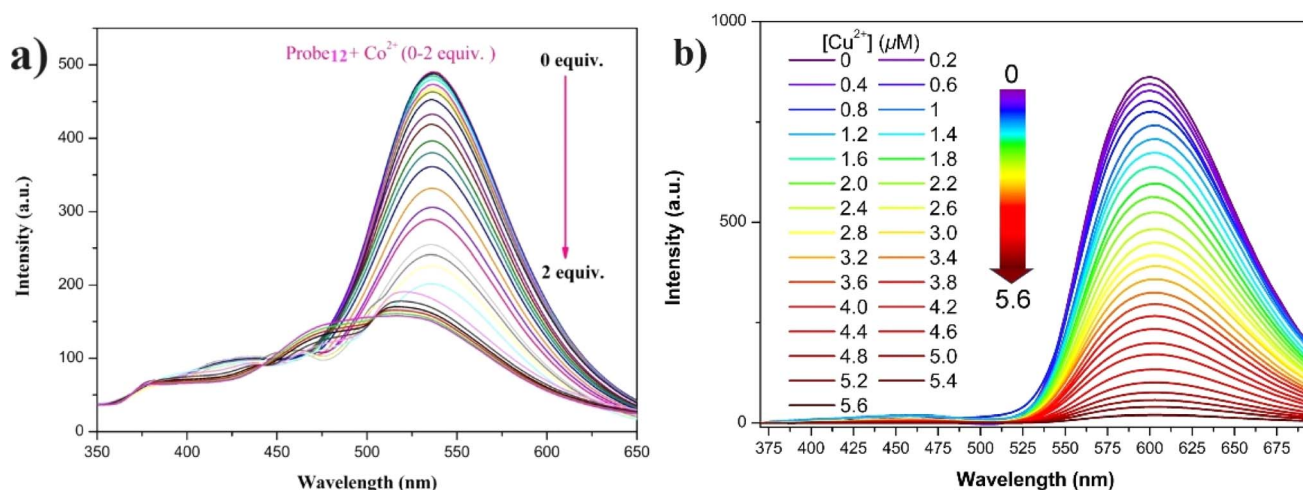 a)
Probe12 + Co²⁺ (0-2 equiv. )
0 equiv.
2 equiv.
500
400
300
200
100
0
Intensity (a.u.)
350 400 450 500 550 600 650
Wavelength (nm)
b)
[Cu²⁺] (μM)
0 0.2
0.4 0.6
0.8 1
1.2 1.4
1.6 1.8
2.0 2.2
2.4 2.6
2.8 3.0
3.2 3.4
3.6 3.8
4.0 4.2
4.4 4.6
4.8 5.0
5.2 5.4
5.6
0
5.6
1000
500
0
Intensity (a.u.)
375 400 425 450 475 500 525 550 575 600 625 650 675
Wavelength (nm)